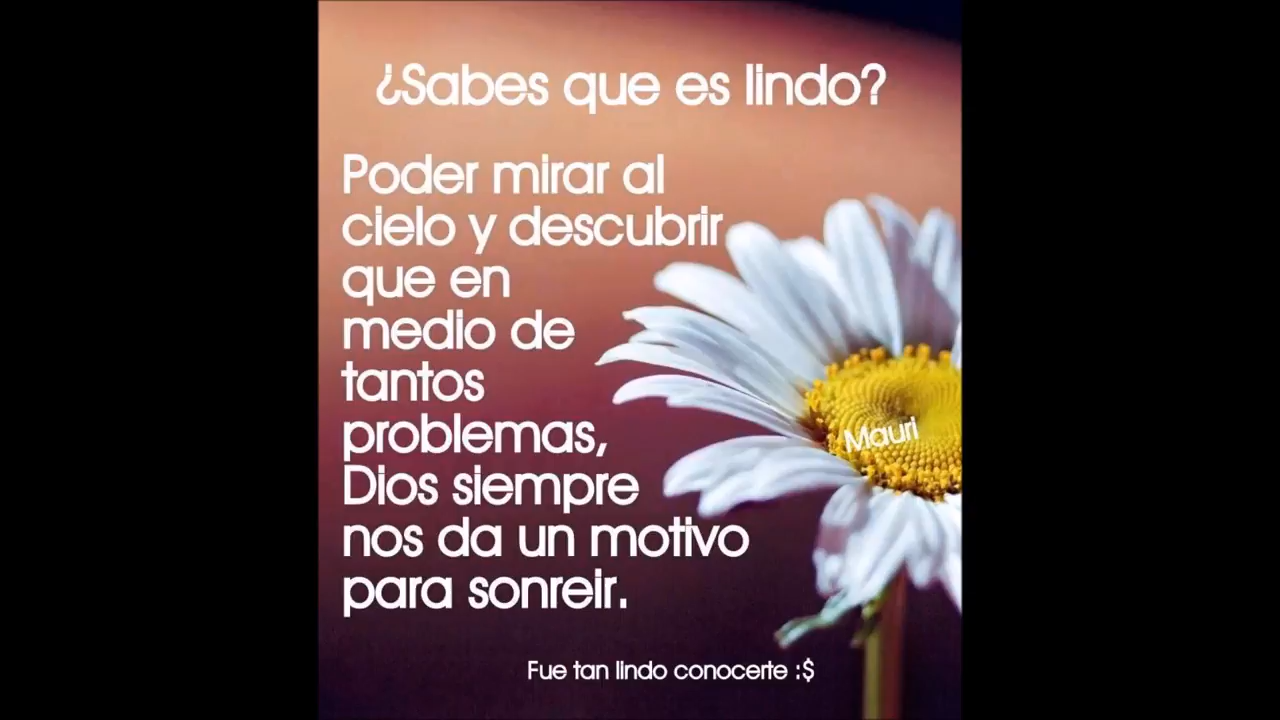 ¿Sabes que es lindo?
Poder mirar al
cielo y descubrir
que en
medio de
tantos
problemas,
Dios siempre
nos da un motivo
para sonreir.
Mauri
Fue tan lindo conocerte :$